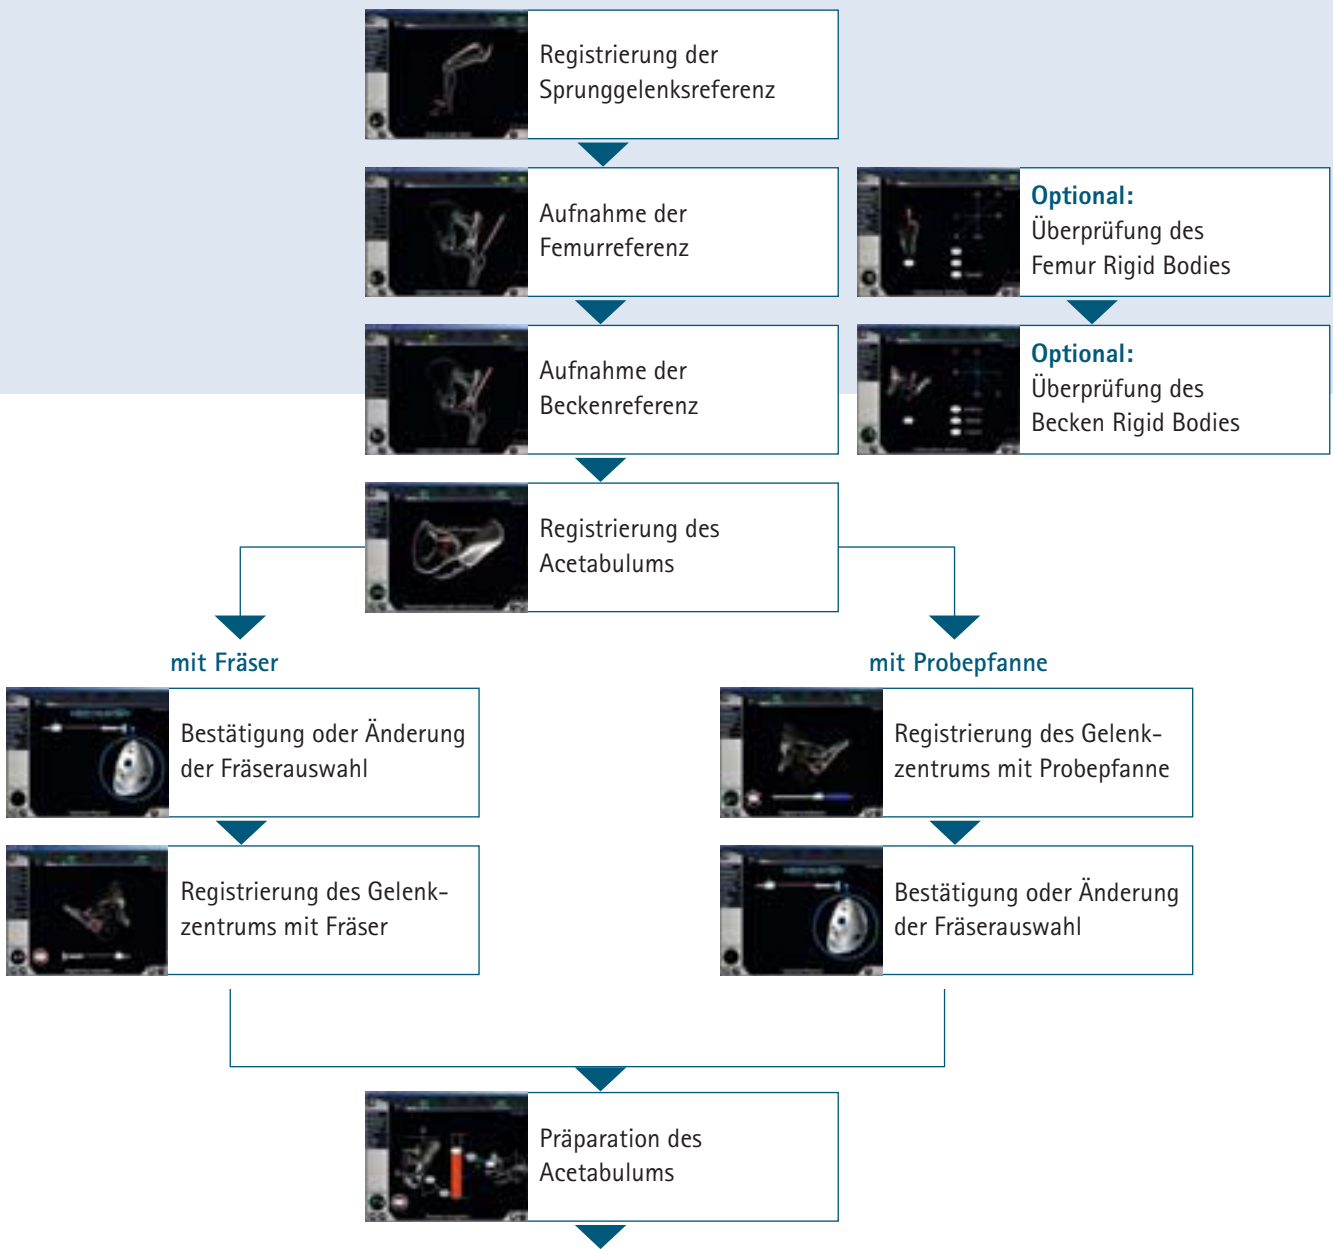 Registrierung der
Sprunggelenksreferenz
Aufnahme der
Femurreferenz
Optional:
Überprüfung des
Femur Rigid Bodies
Aufnahme der
Beckenreferenz
Optional:
Überprüfung des
Becken Rigid Bodies
Registrierung des
Acetabulums
mit Fräser
mit Probepfanne
Bestätigung oder Änderung
der Fräserauswahl
Registrierung des Gelenk-
zentrums mit Probepfanne
Registrierung des Gelenk-
zentrums mit Fräser
Bestätigung oder Änderung
der Fräserauswahl
Präparation des
Acetabulums